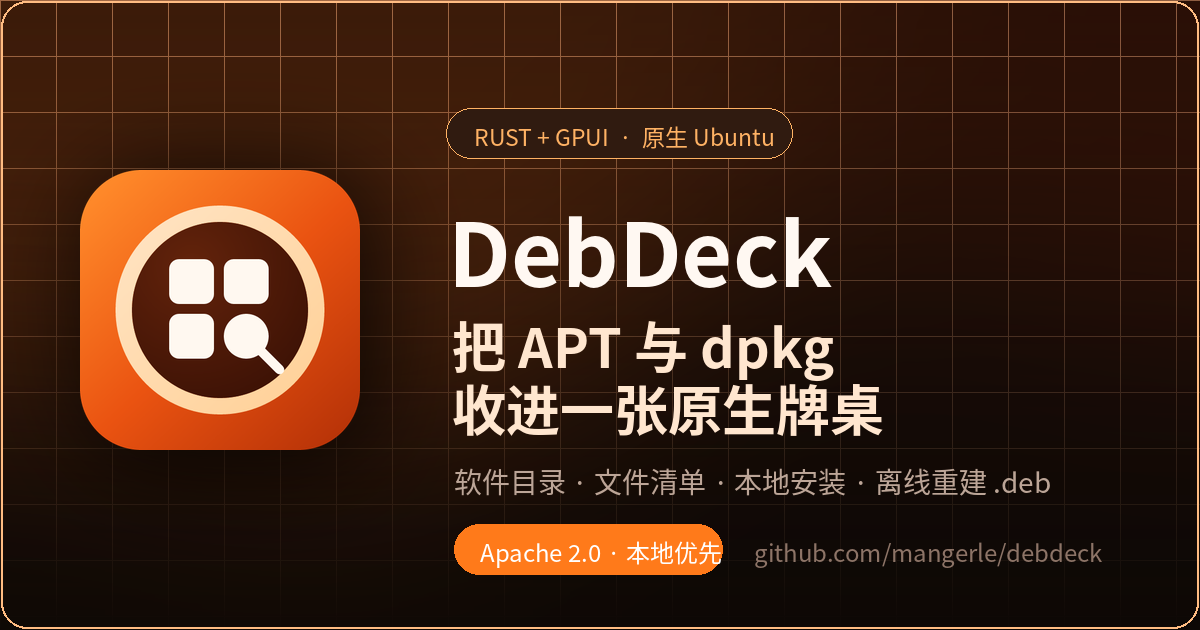 RUST + GPUI · 原生 Ubuntu
DebDeck
把 APT 与 dpkg
收进一张原生牌桌
软件目录 · 文件清单 · 本地安装 · 离线重建 .deb
Apache 2.0 · 本地优先
github.com/mangerle/debdeck